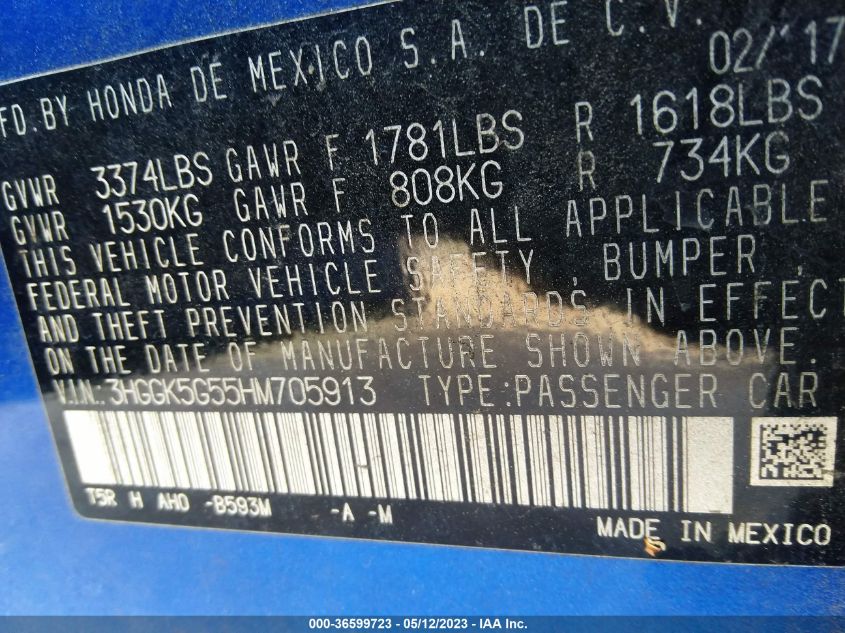 FD. BY HONDA DE MEXICO S.A. DE C.V. 02/17
GVWR 3374LBS GAWR F 1781LBS R 1618LBS
GVWR 1530KG GAWR F 808KG R 734KG
THIS VEHICLE CONFORMS TO ALL APPLICABLE
FEDERAL MOTOR VEHICLE SAFETY, BUMPER,
AND THEFT PREVENTION STANDARDS IN EFFECT
ON THE DATE OF MANUFACTURE SHOWN ABOVE.
V.I.N.:3HGGK5G55HM705913 TYPE:PASSENGER CAR
T5R H AH0 -B593M -A -M
MADE IN MEXICO
000-36599723 - 05/12/2023 - IAA Inc.